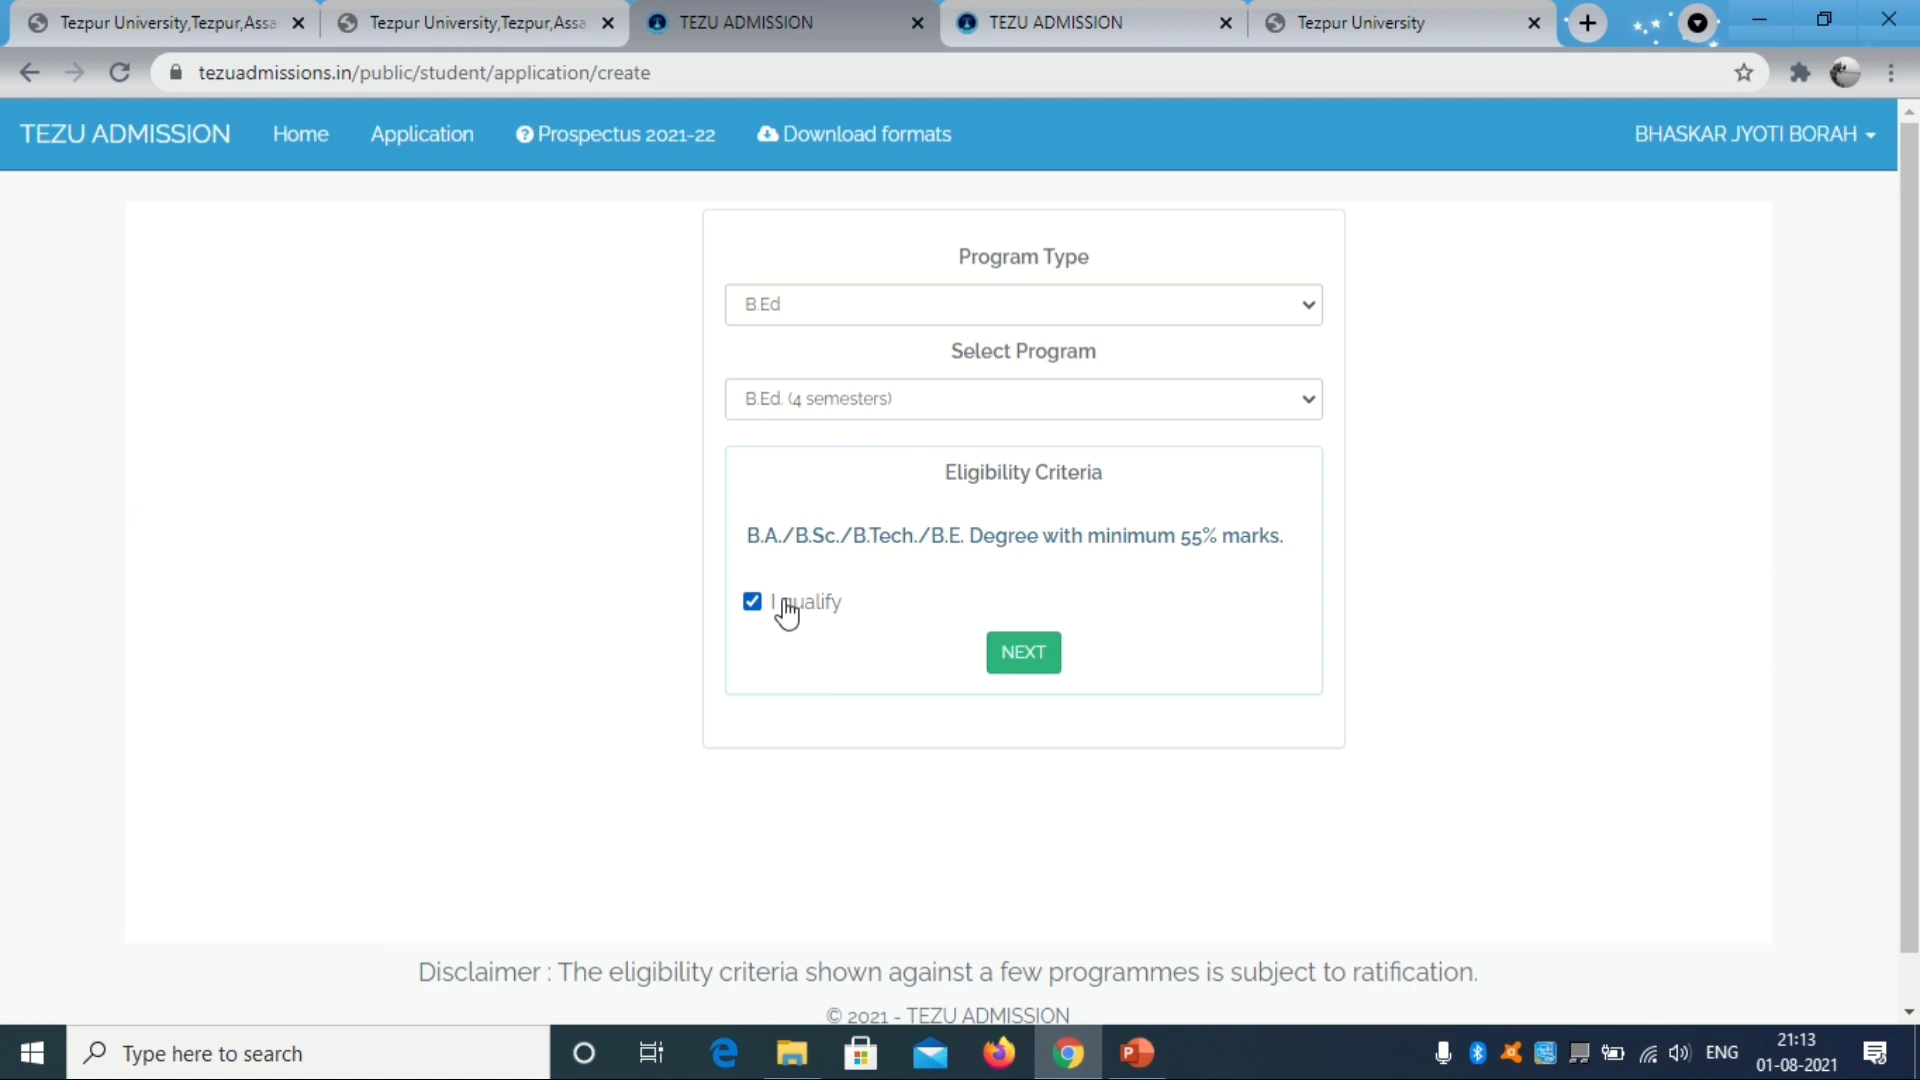 Tezpur University,Tezpur,Assa
Tezpur University,Tezpur,Assa
TEZU ADMISSION
TEZU ADMISSION
Tezpur University
tezuadmissions.in/public/student/application/create
TEZU ADMISSION
Home
Application
Prospectus 2021-22
Download formats
BHASKAR JYOTI BORAH
Program Type
B.Ed
Select Program
B.Ed. (4 semesters)
Eligibility Criteria
B.A./B.Sc./B.Tech./B.E. Degree with minimum 55% marks.
I qualify
NEXT
Disclaimer : The eligibility criteria shown against a few programmes is subject to ratification.
© 2021 - TEZU ADMISSION
Type here to search
ENG
21:13
01-08-2021